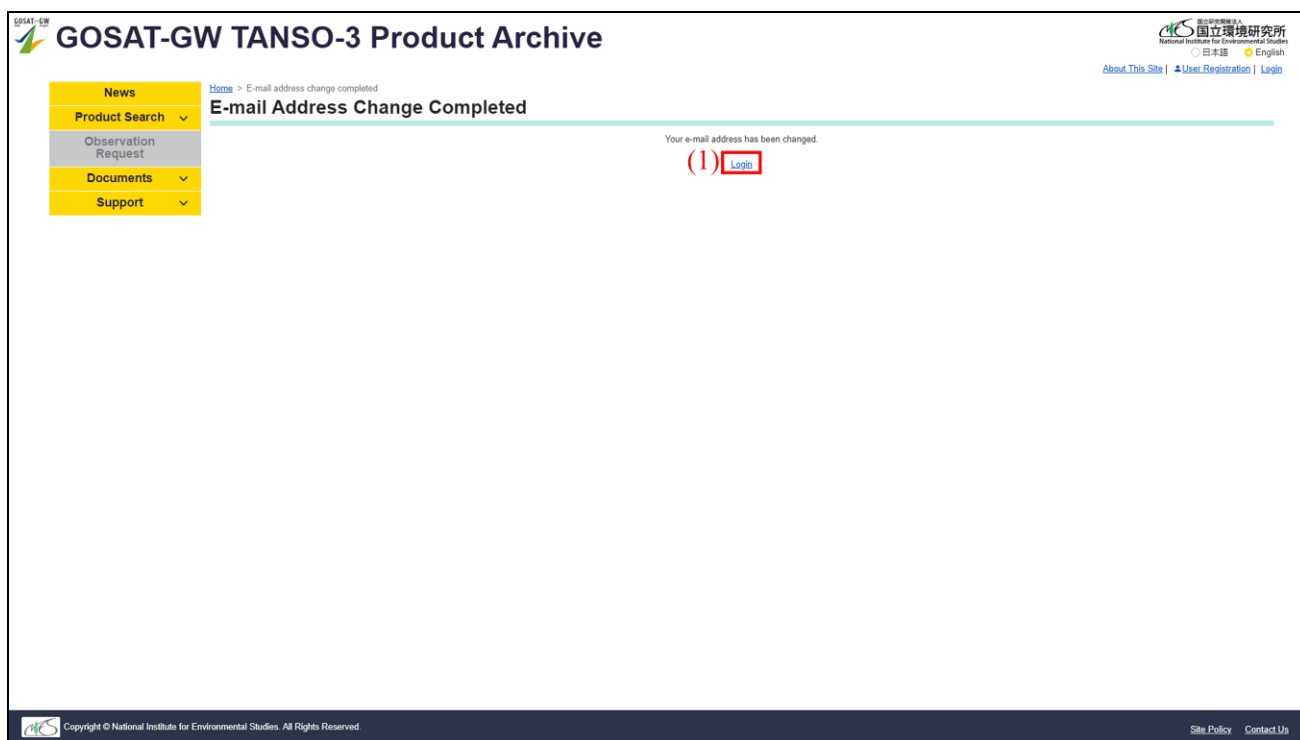 GOSAT-GW
GOSAT-GW TANSO-3 Product Archive
国立研究開発法人
国立環境研究所
National Institute for Environmental Studies
日本語 English
About This Site | User Registration | Login
News
Product Search
Observation
Request
Documents
Support
Home > E-mail address change completed
E-mail Address Change Completed
Your e-mail address has been changed.
(1) Login
NIES Copyright © National Institute for Environmental Studies. All Rights Reserved.
Site Policy Contact Us